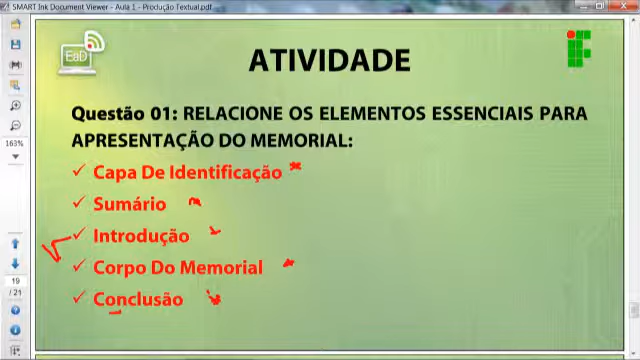 SMART Ink Document Viewer - Aula 1 - Produção Textual.pdf
EaD
ATIVIDADE
Questão 01: RELACIONE OS ELEMENTOS ESSENCIAIS PARA
APRESENTAÇÃO DO MEMORIAL:
Capa De Identificação
Sumário
Introdução
Corpo Do Memorial
Conclusão
163%
19
/ 21